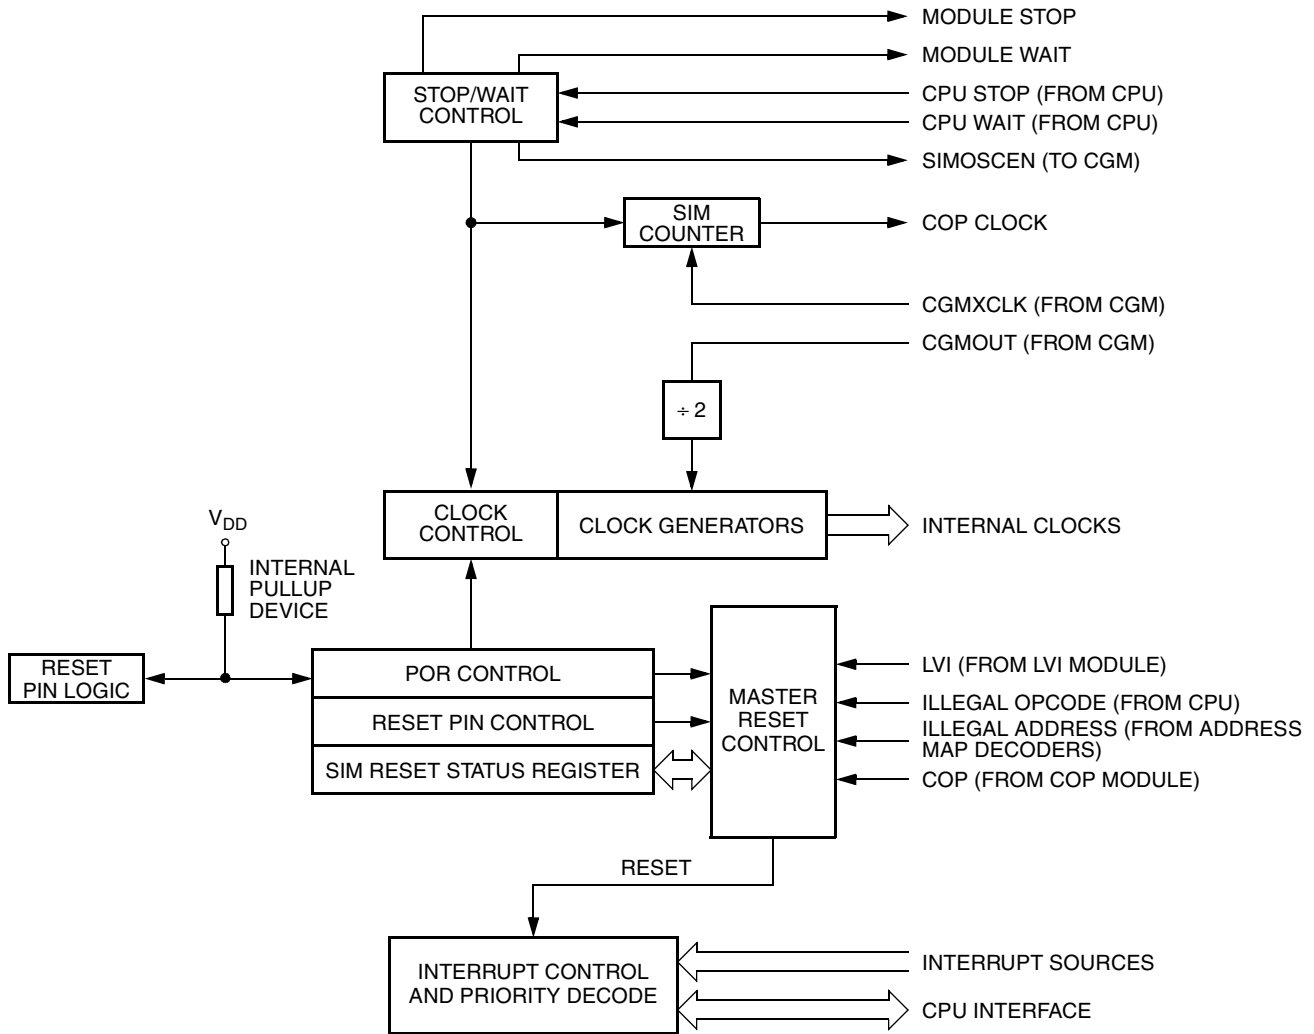 MODULE STOP
MODULE WAIT
STOP/WAIT
CONTROL
CPU STOP (FROM CPU)
CPU WAIT (FROM CPU)
SIMOSCEN (TO CGM)
SIM
COUNTER
COP CLOCK
CGMXCLK (FROM CGM)
CGMOUT (FROM CGM)
÷ 2
CLOCK
CONTROL
CLOCK GENERATORS
INTERNAL CLOCKS
VDD
INTERNAL
PULLUP
DEVICE
RESET
PIN LOGIC
POR CONTROL
RESET PIN CONTROL
SIM RESET STATUS REGISTER
MASTER
RESET
CONTROL
LVI (FROM LVI MODULE)
ILLEGAL OPCODE (FROM CPU)
ILLEGAL ADDRESS (FROM ADDRESS
MAP DECODERS)
COP (FROM COP MODULE)
RESET
INTERRUPT CONTROL
AND PRIORITY DECODE
INTERRUPT SOURCES
CPU INTERFACE